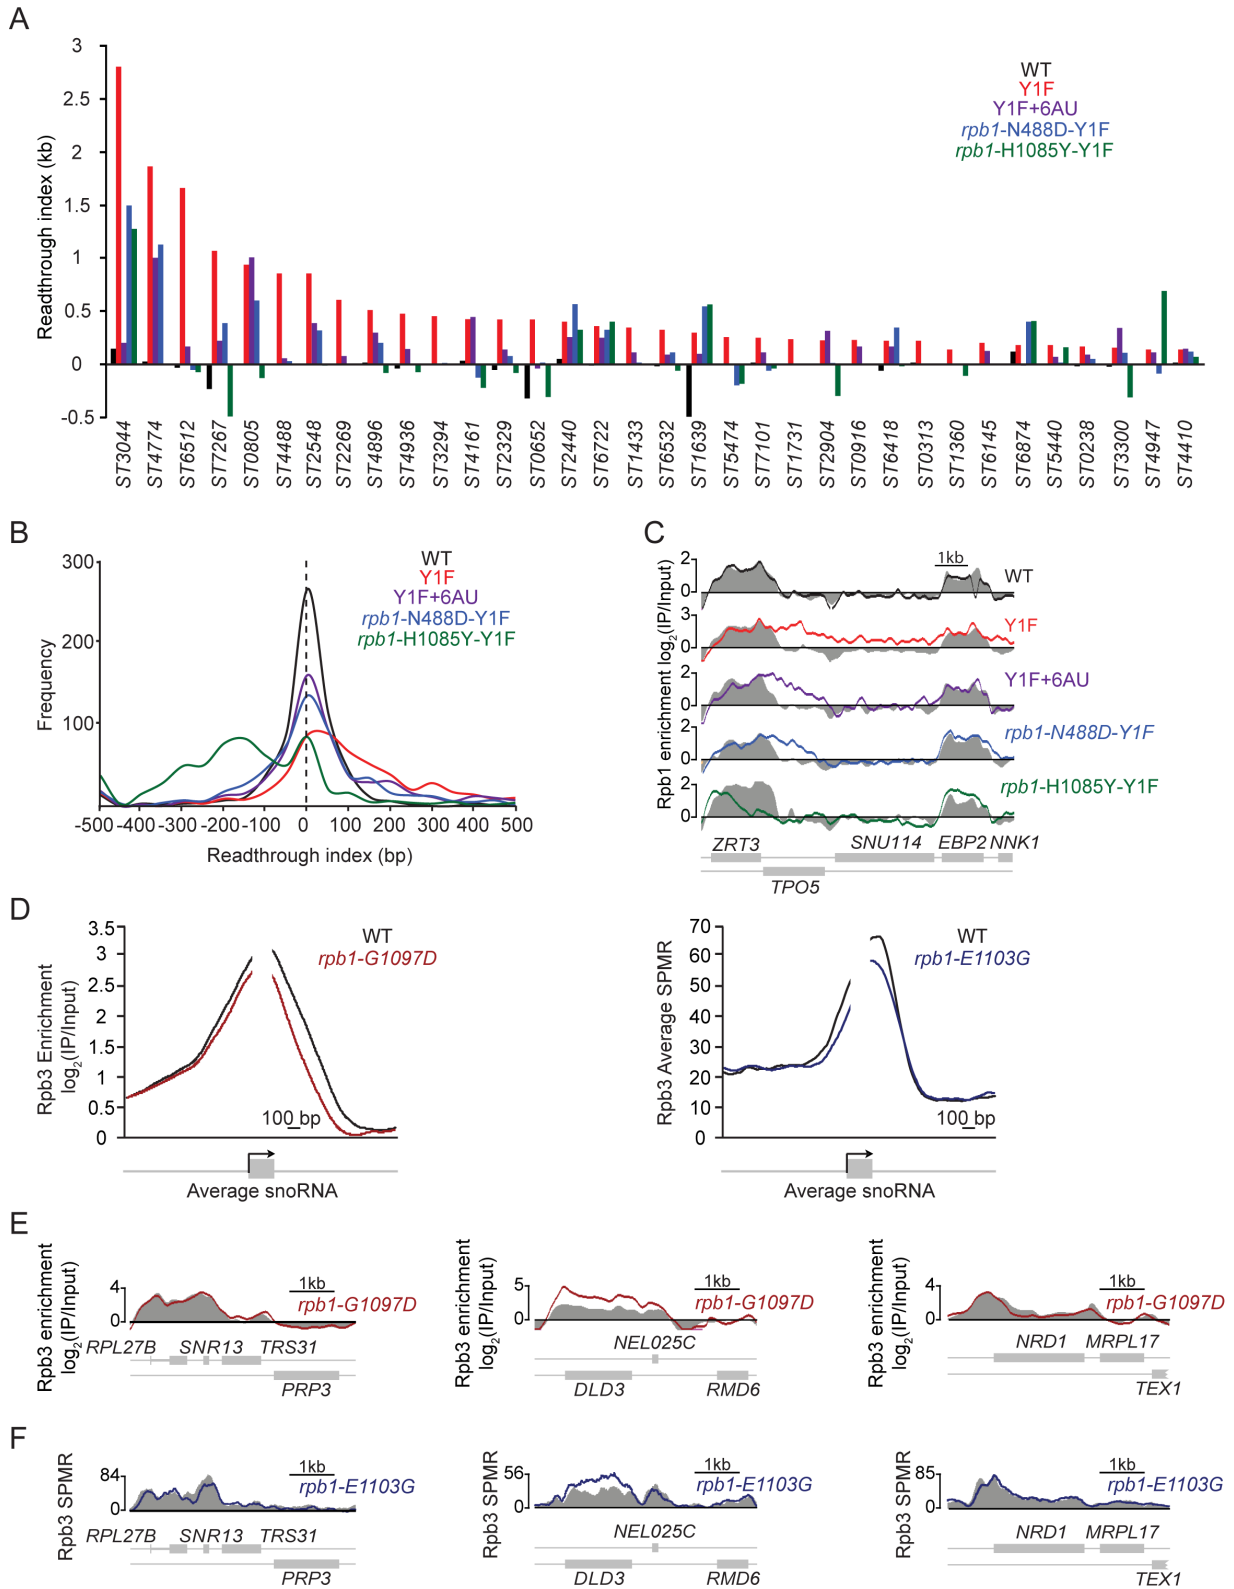 A
3
2.5
2
1.5
1
0.5
0
-0.5
Readthrough index (kb)
WT
Y1F
Y1F+6AU
rpb1-N488D-Y1F
rpb1-H1085Y-Y1F
ST3044
ST4774
ST6512
ST7267
ST0805
ST4488
ST2548
ST2269
ST4896
ST4936
ST3294
ST4161
ST2329
ST0652
ST2440
ST6722
ST1433
ST6532
ST1639
ST5474
ST7101
ST1731
ST2904
ST0916
ST6418
ST0313
ST1360
ST6145
ST6874
ST5440
ST0238
ST3300
ST4947
ST4410
B
300
200
100
Frequency
WT
Y1F
Y1F+6AU
rpb1-N488D-Y1F
rpb1-H1085Y-Y1F
-500 -400 -300 -200 -100 0 100 200 300 400 500
Readthrough index (bp)
C
Rpb1 enrichment log2(IP/Input)
1kb
2
0
WT
3
0
Y1F
2
0
Y1F+6AU
2
0
rpb1-N488D-Y1F
2
0
rpb1-H1085Y-Y1F
ZRT3 SNU114 EBP2 NNK1
TPO5
D
3.5
3
2.5
2
1.5
1
0.5
0
Rpb3 Enrichment
log2(IP/Input)
WT
rpb1-G1097D
100 bp
Average snoRNA
70
60
50
40
30
20
10
0
Rpb3 Average SPMR
WT
rpb1-E1103G
100 bp
Average snoRNA
E
Rpb3 enrichment
log2(IP/Input)
4
0
1kb
rpb1-G1097D
RPL27B SNR13 TRS31
PRP3
Rpb3 enrichment
log2(IP/Input)
5
0
1kb
rpb1-G1097D
NEL025C
DLD3 RMD6
Rpb3 enrichment
log2(IP/Input)
4
0
1kb
rpb1-G1097D
NRD1 MRPL17
TEX1
F
Rpb3 SPMR
84
0
1kb
rpb1-E1103G
RPL27B SNR13 TRS31
PRP3
Rpb3 SPMR
56
0
1kb
rpb1-E1103G
NEL025C
DLD3 RMD6
Rpb3 SPMR
85
0
1kb
rpb1-E1103G
NRD1 MRPL17
TEX1